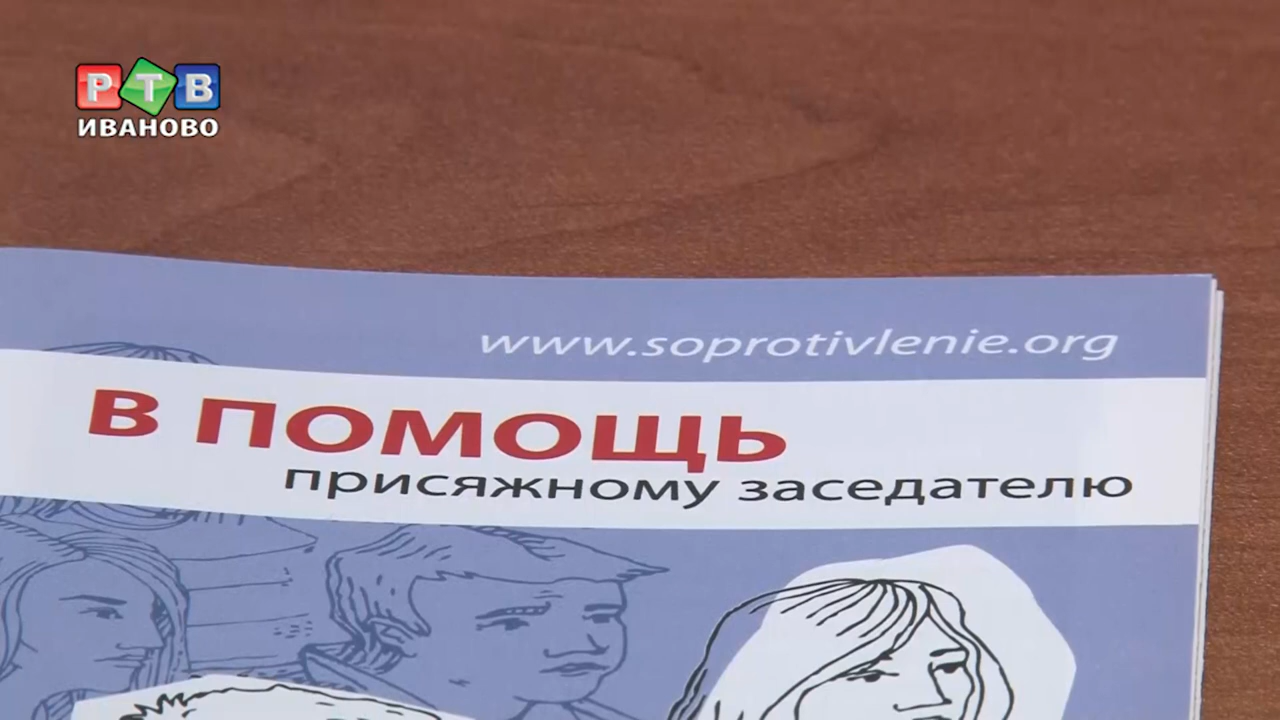 РТВ
ИВАНОВО
www.soprotivlenie.org
В ПОМОЩЬ
присяжному заседателю